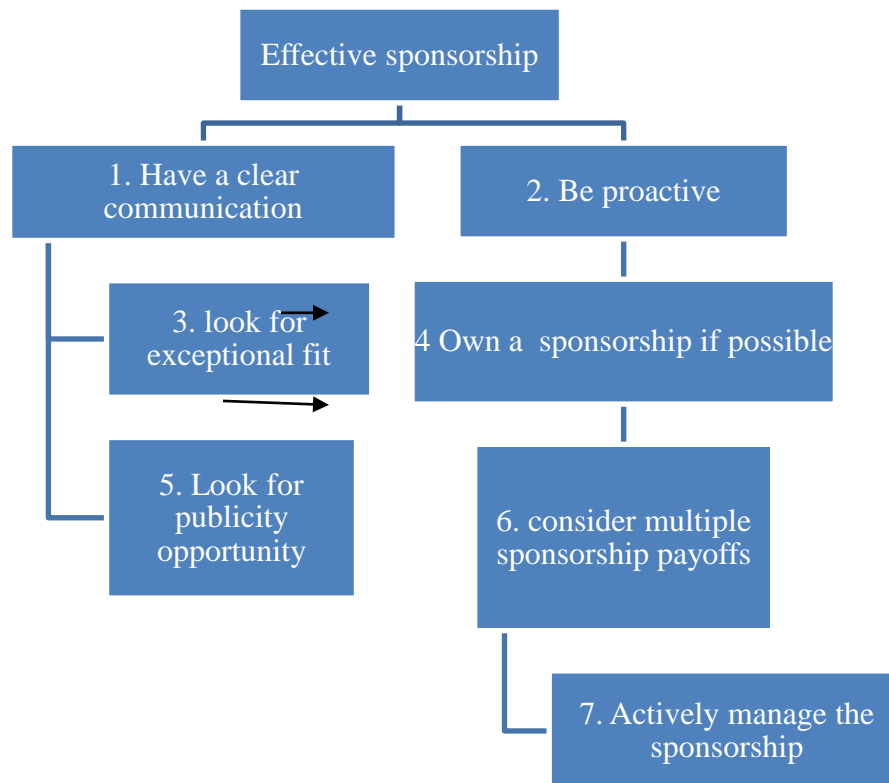 Effective sponsorship
1. Have a clear
communication
2. Be proactive
3. look for
exceptional fit
4 Own a  sponsorship if possible
5. Look for
publicity
opportunity
6. consider multiple
sponsorship payoffs
7. Actively manage the
sponsorship